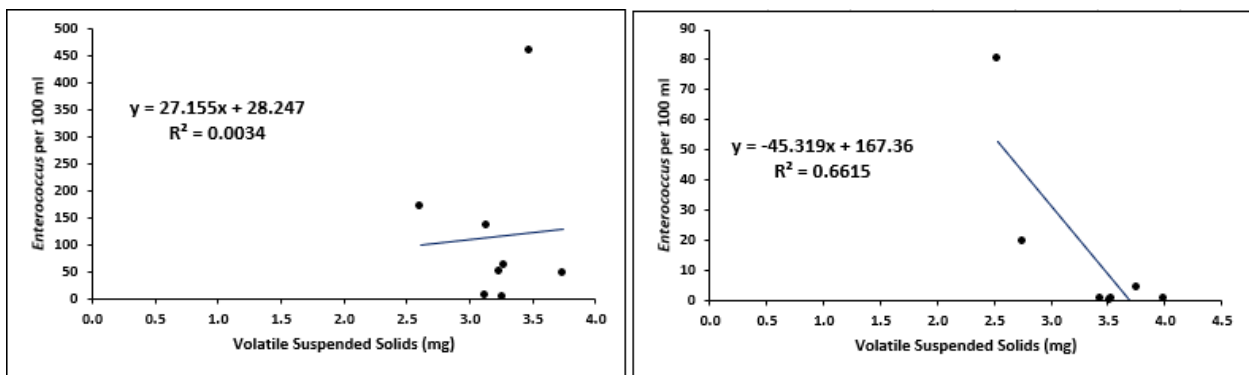 500
450
400
350
300
250
200
150
100
50
0
Enterococcus per 100 ml
y = 27.155x + 28.247
R² = 0.0034
0.0 0.5 1.0 1.5 2.0 2.5 3.0 3.5 4.0
Volatile Suspended Solids (mg)
90
80
70
60
50
40
30
20
10
0
Enterococcus per 100 ml
y = -45.319x + 167.36
R² = 0.6615
0.0 0.5 1.0 1.5 2.0 2.5 3.0 3.5 4.0 4.5
Volatile Suspended Solids (mg)